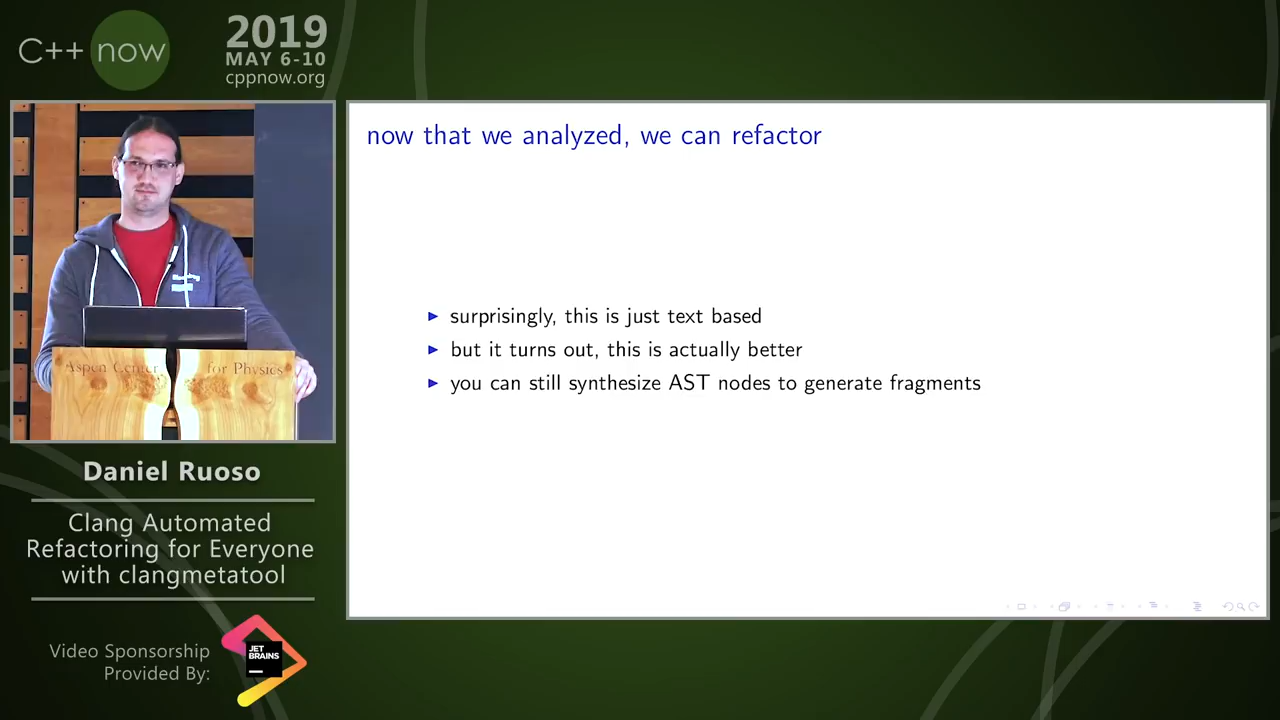 C++ now
2019
MAY 6-10
cppnow.org
now that we analyzed, we can refactor
surprisingly, this is just text based
but it turns out, this is actually better
you can still synthesize AST nodes to generate fragments
Aspen Center for Physics
Daniel Ruoso
Clang Automated
Refactoring for Everyone
with clangmetatool
Video Sponsorship
Provided By:
JET
BRAINS